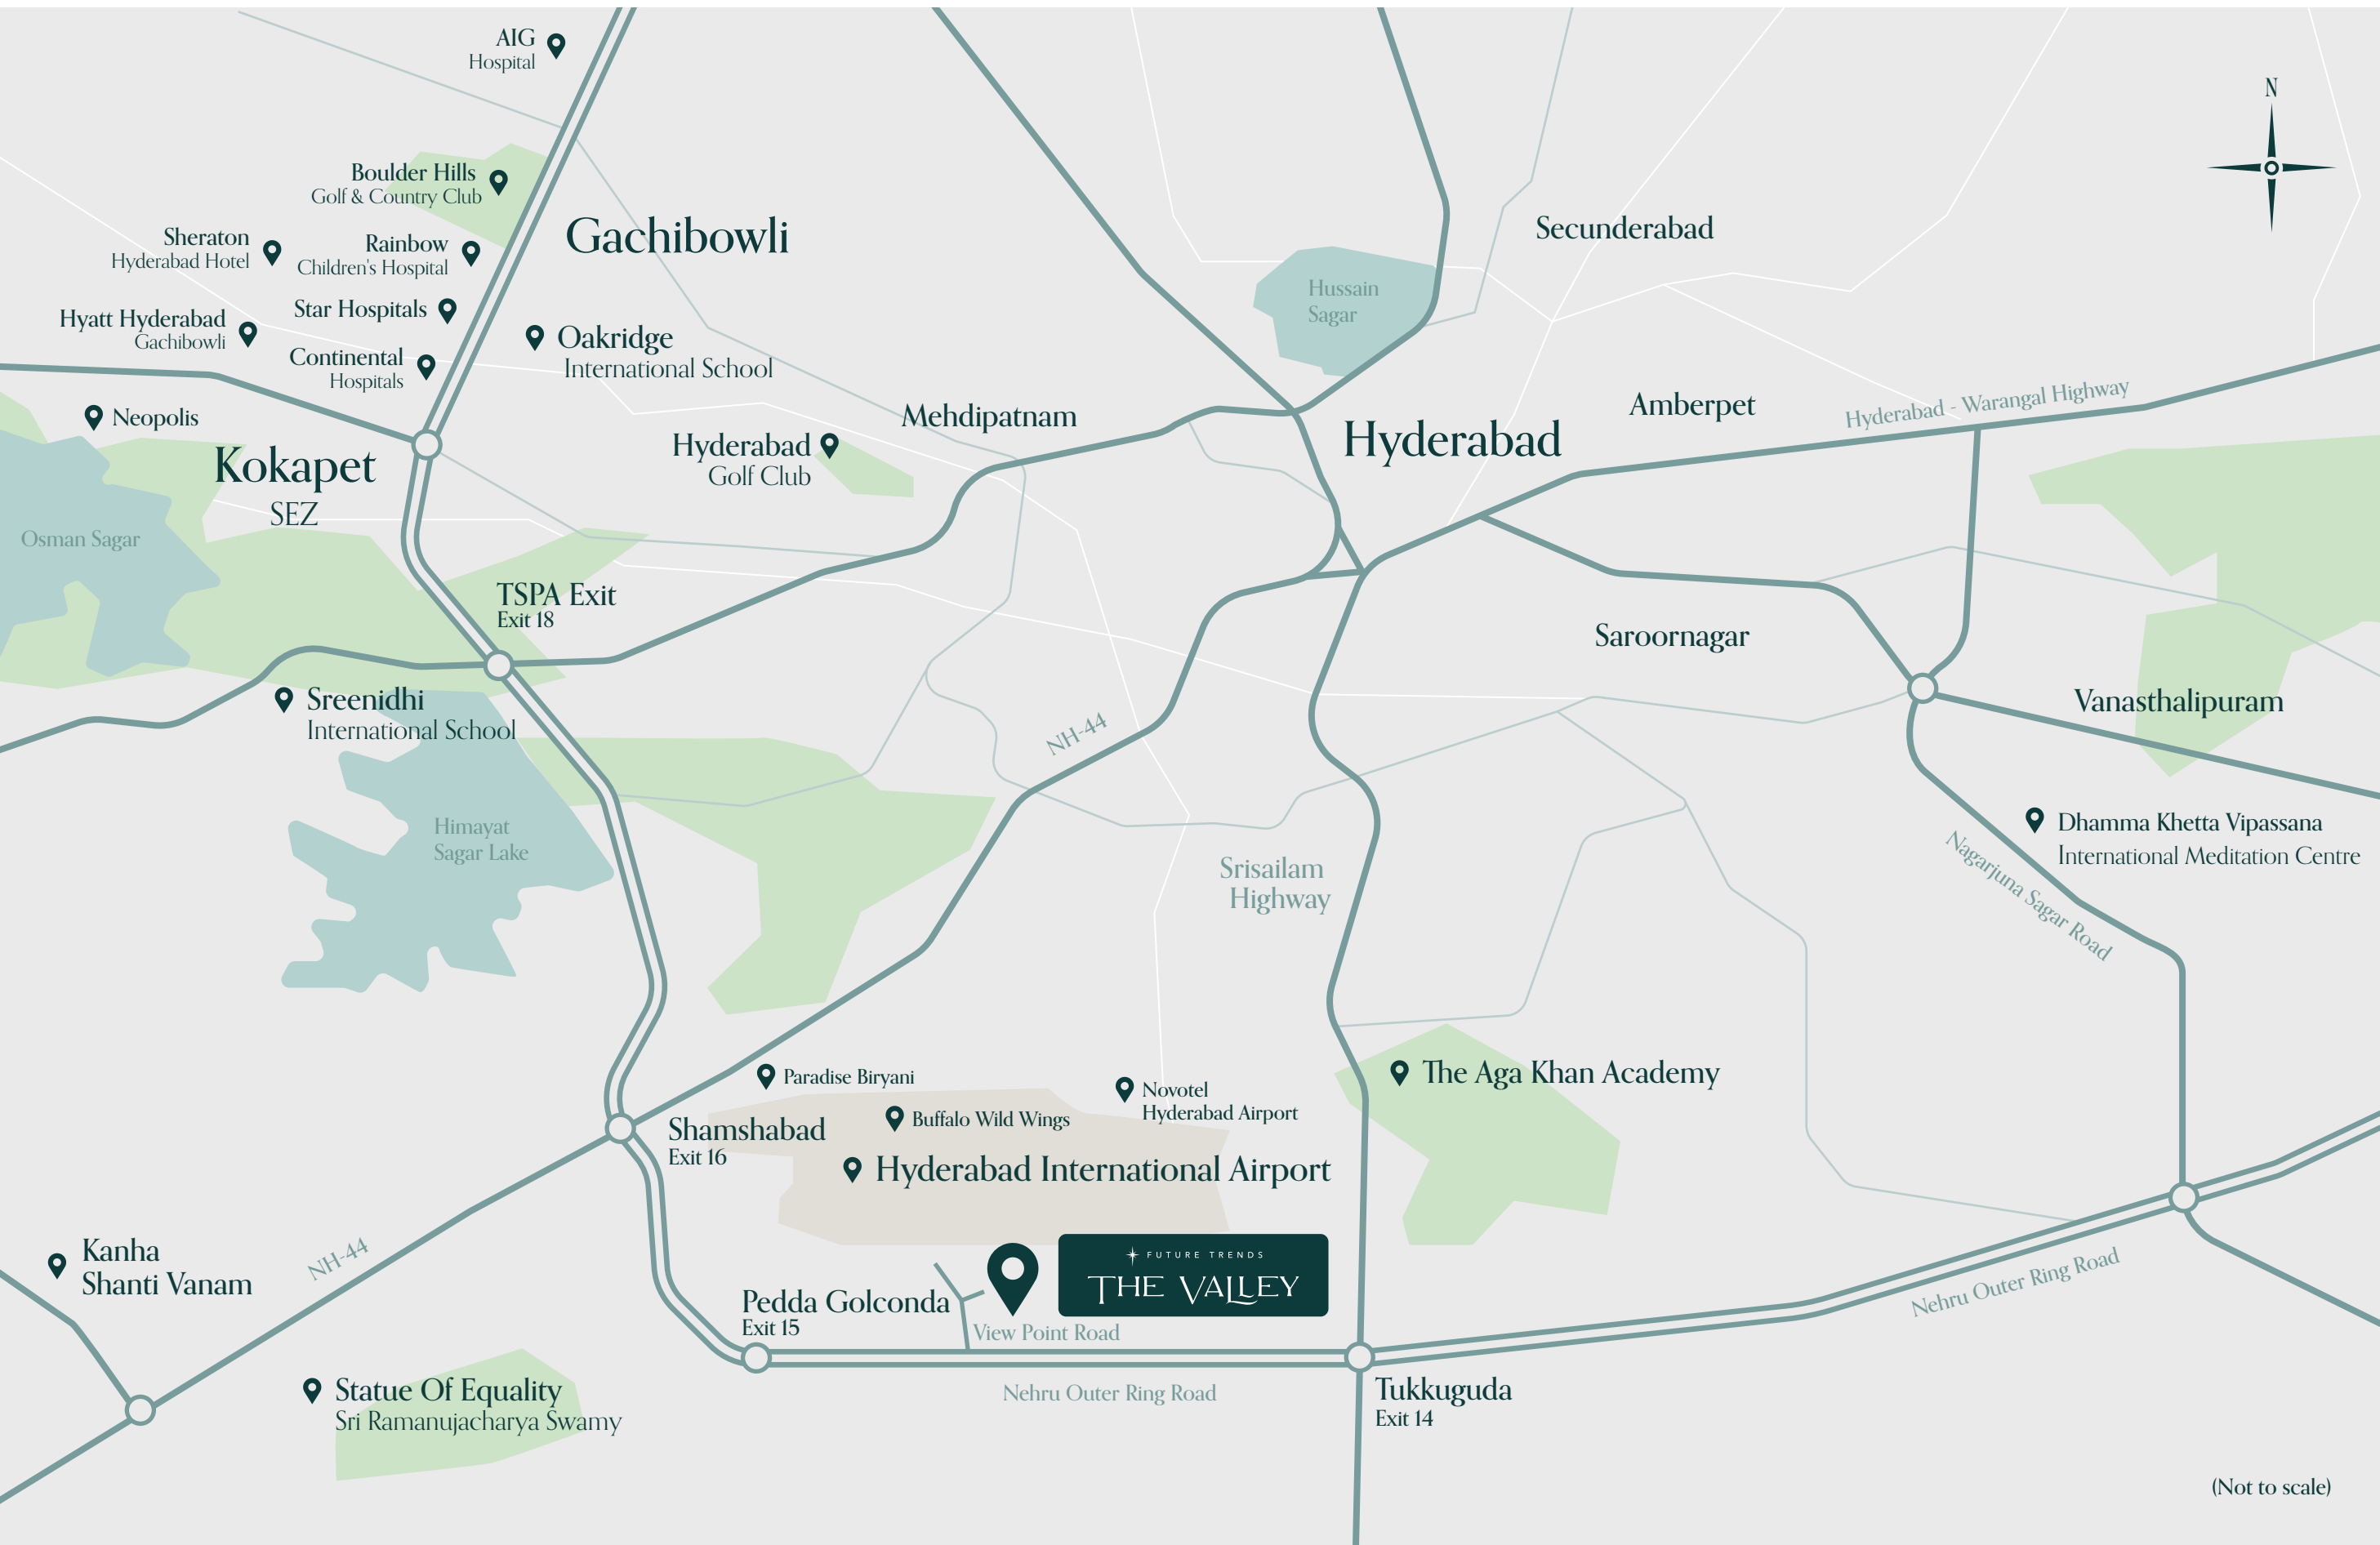 AIG
Hospital
N
Boulder Hills
Golf & Country Club
Gachibowli
Secunderabad
Sheraton
Hyderabad Hotel
Rainbow
Children's Hospital
Hussain
Sagar
Star Hospitals
Hyatt Hyderabad
Gachibowli
Oakridge
International School
Continental
Hospitals
Neopolis
Mehdipatnam
Amberpet
Hyderabad - Warangal Highway
Hyderabad
Golf Club
Hyderabad
Kokapet
SEZ
Osman Sagar
TSPA Exit
Exit 18
Saroornagar
Sreenidhi
International School
NH-44
Vanasthalipuram
Himayat
Sagar Lake
Srisailam
Highway
Dhamma Khetta Vipassana
International Meditation Centre
Nagarjuna Sagar Road
Paradise Biryani
Novotel
Hyderabad Airport
The Aga Khan Academy
Buffalo Wild Wings
Shamshabad
Exit 16
Hyderabad International Airport
Kanha
Shanti Vanam
NH-44
FUTURE TRENDS
THE VALLEY
Pedda Golconda
Exit 15
View Point Road
Nehru Outer Ring Road
Statue Of Equality
Sri Ramanujacharya Swamy
Nehru Outer Ring Road
Tukkuguda
Exit 14
(Not to scale)